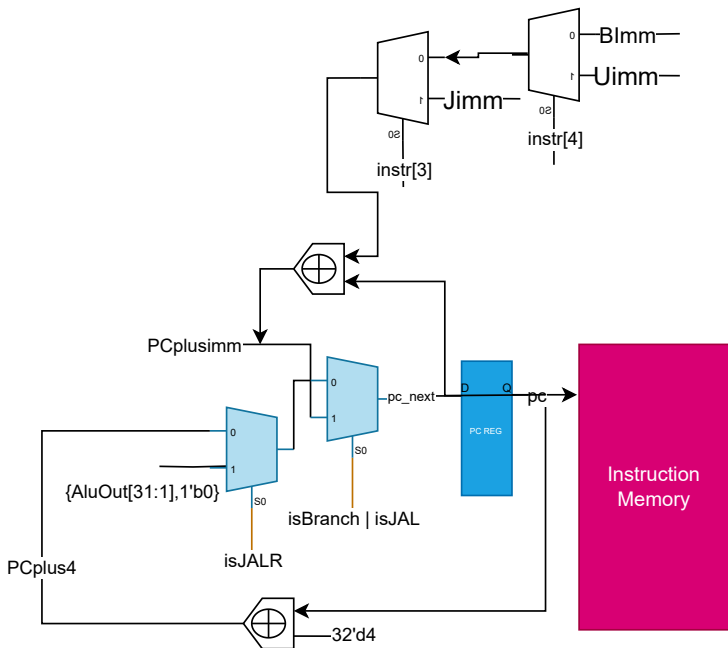 0
BImm
1
Uimm
S0
instr[4]
0
1
Jimm
S0
instr[3]
PCplusimm
0
1
S0
isBranch | isJAL
pc_next
D
Q
PC REG
pc
Instruction
Memory
0
1
{AluOut[31:1],1'b0}
S0
isJALR
PCplus4
32'd4